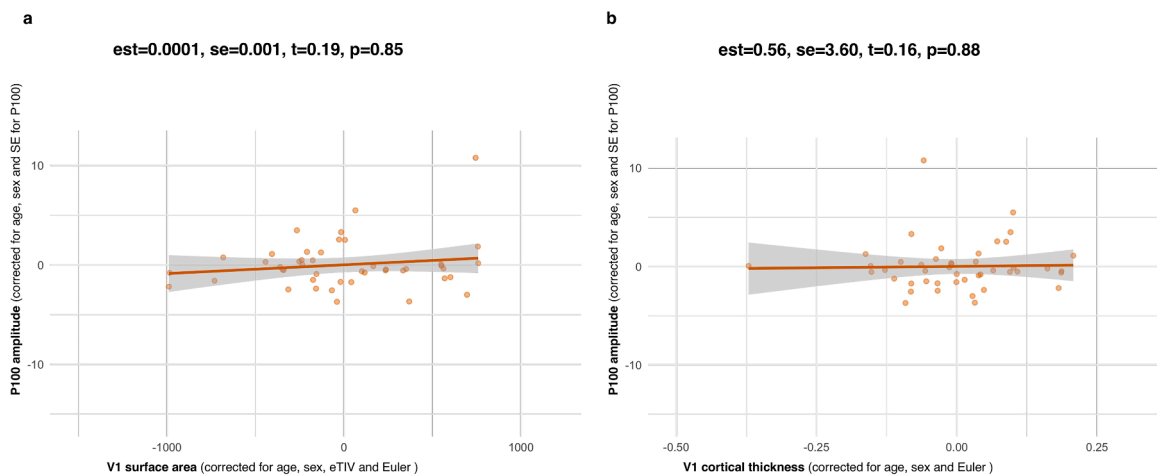 a
est=0.0001, se=0.001, t=0.19, p=0.85
P100 amplitude (corrected for age, sex and SE for P100)
10
0
-10
-1000
0
1000
V1 surface area (corrected for age, sex, eTIV and Euler )
b
est=0.56, se=3.60, t=0.16, p=0.88
P100 amplitude (corrected for age, sex and SE for P100)
10
0
-10
-0.50
-0.25
0.00
0.25
V1 cortical thickness (corrected for age, sex and Euler )